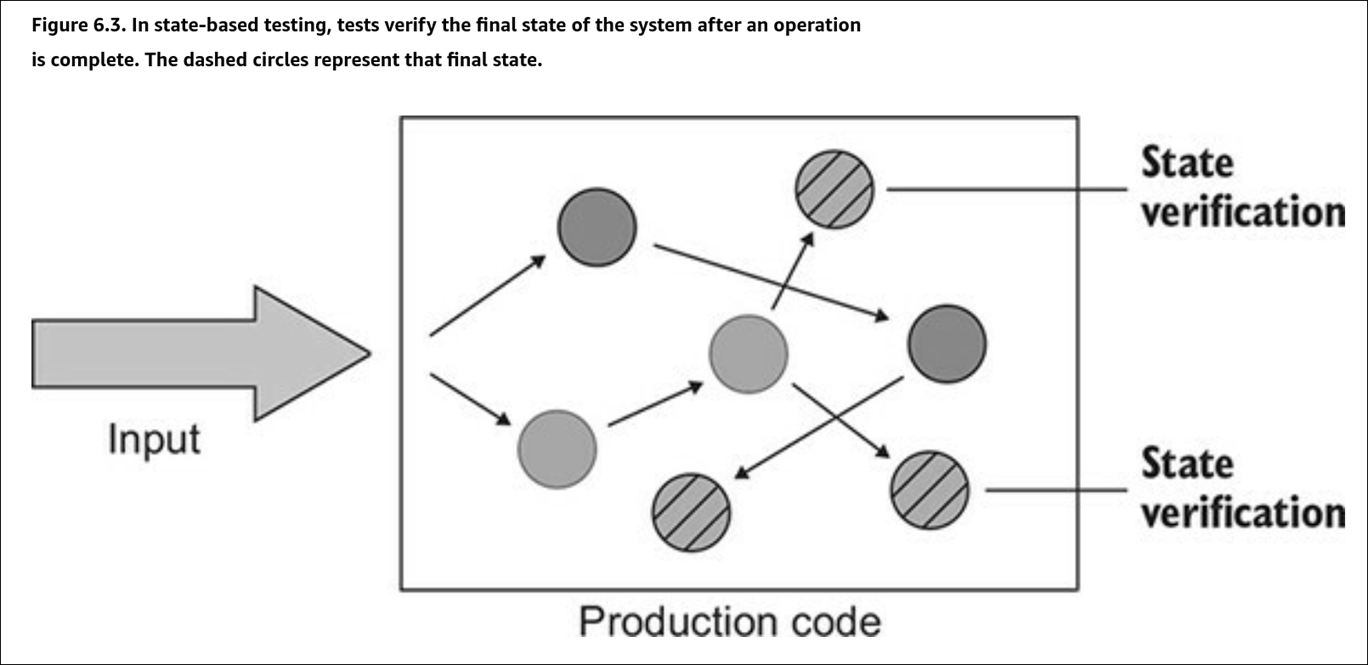 Figure 6.3. In state-based testing, tests verify the final state of the system after an operation
is complete. The dashed circles represent that final state.
State
verification
Input
State
verification
Production code